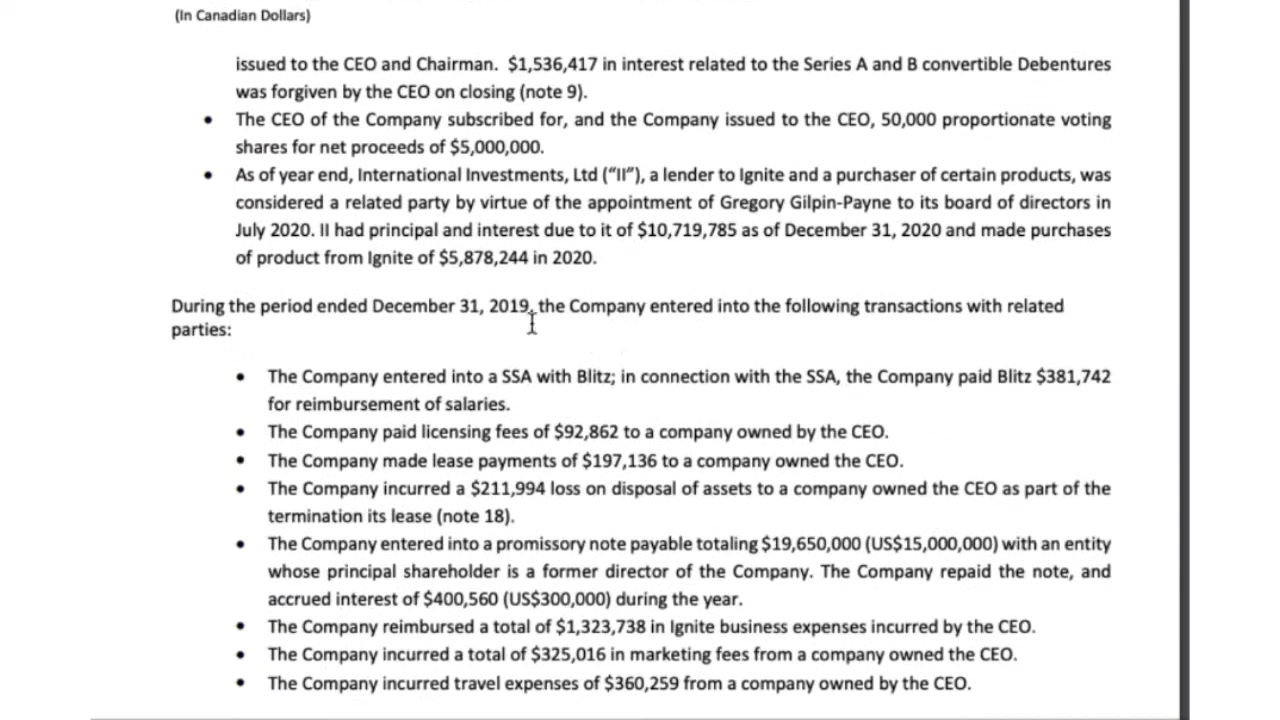 (In Canadian Dollars)
issued to the CEO and Chairman. $1,536,417 in interest related to the Series A and B convertible Debentures
was forgiven by the CEO on closing (note 9).
• The CEO of the Company subscribed for, and the Company issued to the CEO, 50,000 proportionate voting
shares for net proceeds of $5,000,000.
• As of year end, International Investments, Ltd (“II”), a lender to Ignite and a purchaser of certain products, was
considered a related party by virtue of the appointment of Gregory Gilpin-Payne to its board of directors in
July 2020. II had principal and interest due to it of $10,719,785 as of December 31, 2020 and made purchases
of product from Ignite of $5,878,244 in 2020.
During the period ended December 31, 2019, the Company entered into the following transactions with related
parties:
• The Company entered into a SSA with Blitz; in connection with the SSA, the Company paid Blitz $381,742
for reimbursement of salaries.
• The Company paid licensing fees of $92,862 to a company owned by the CEO.
• The Company made lease payments of $197,136 to a company owned the CEO.
• The Company incurred a $211,994 loss on disposal of assets to a company owned the CEO as part of the
termination its lease (note 18).
• The Company entered into a promissory note payable totaling $19,650,000 (US$15,000,000) with an entity
whose principal shareholder is a former director of the Company. The Company repaid the note, and
accrued interest of $400,560 (US$300,000) during the year.
• The Company reimbursed a total of $1,323,738 in Ignite business expenses incurred by the CEO.
• The Company incurred a total of $325,016 in marketing fees from a company owned the CEO.
• The Company incurred travel expenses of $360,259 from a company owned by the CEO.